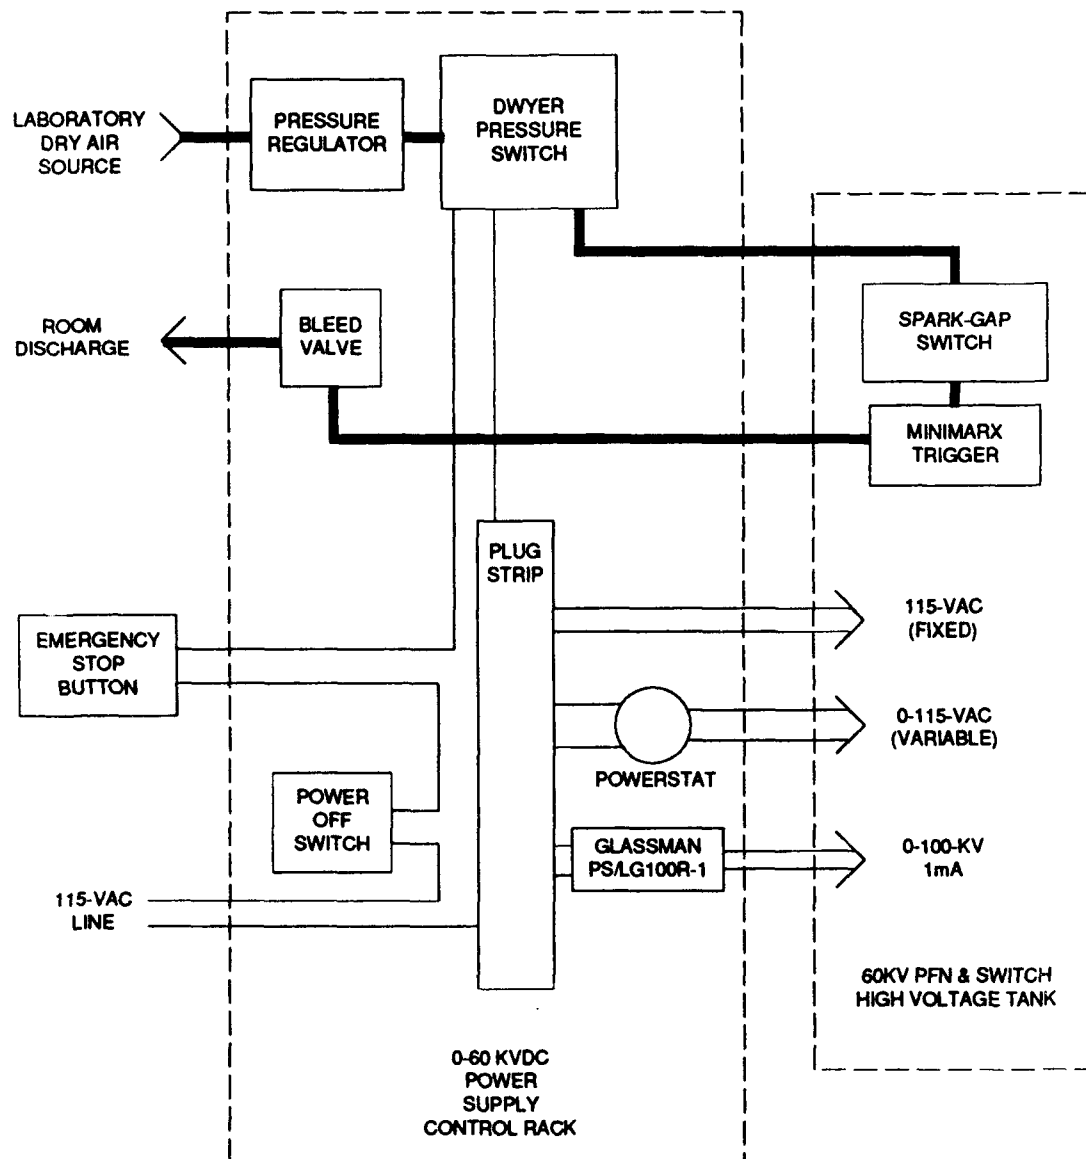 LABORATORY
DRY AIR
SOURCE
PRESSURE
REGULATOR
DWYER
PRESSURE
SWITCH
ROOM
DISCHARGE
BLEED
VALVE
SPARK-GAP
SWITCH
MINIMARX
TRIGGER
PLUG
STRIP
EMERGENCY
STOP
BUTTON
115-VAC
(FIXED)
0-115-VAC
(VARIABLE)
POWERSTAT
POWER
OFF
SWITCH
GLASSMAN
PS/LG100R-1
0-100-KV
1mA
115-VAC
LINE
60KV PFN & SWITCH
HIGH VOLTAGE TANK
0-60 KVDC
POWER
SUPPLY
CONTROL RACK